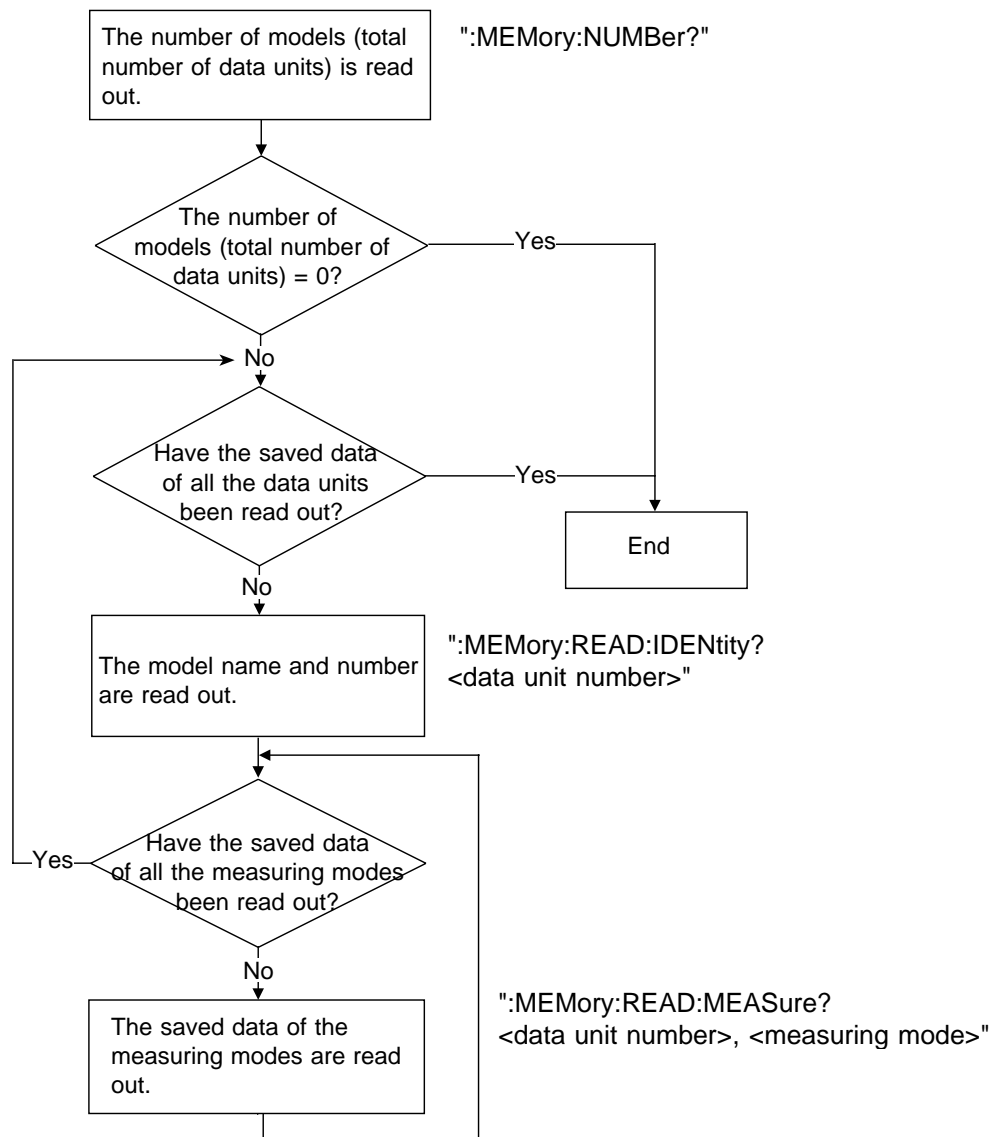 The number of models (total
number of data units) is read
out.
":MEMory:NUMBer?"
The number of
models (total number of
data units) = 0?
Yes
No
Have the saved data
of all the data units
been read out?
Yes
End
No
The model name and number
are read out.
":MEMory:READ:IDENtity?
<data unit number>"
Have the saved data
of all the measuring modes
been read out?
Yes
No
The saved data of the
measuring modes are read
out.
":MEMory:READ:MEASure?
<data unit number>, <measuring mode>"